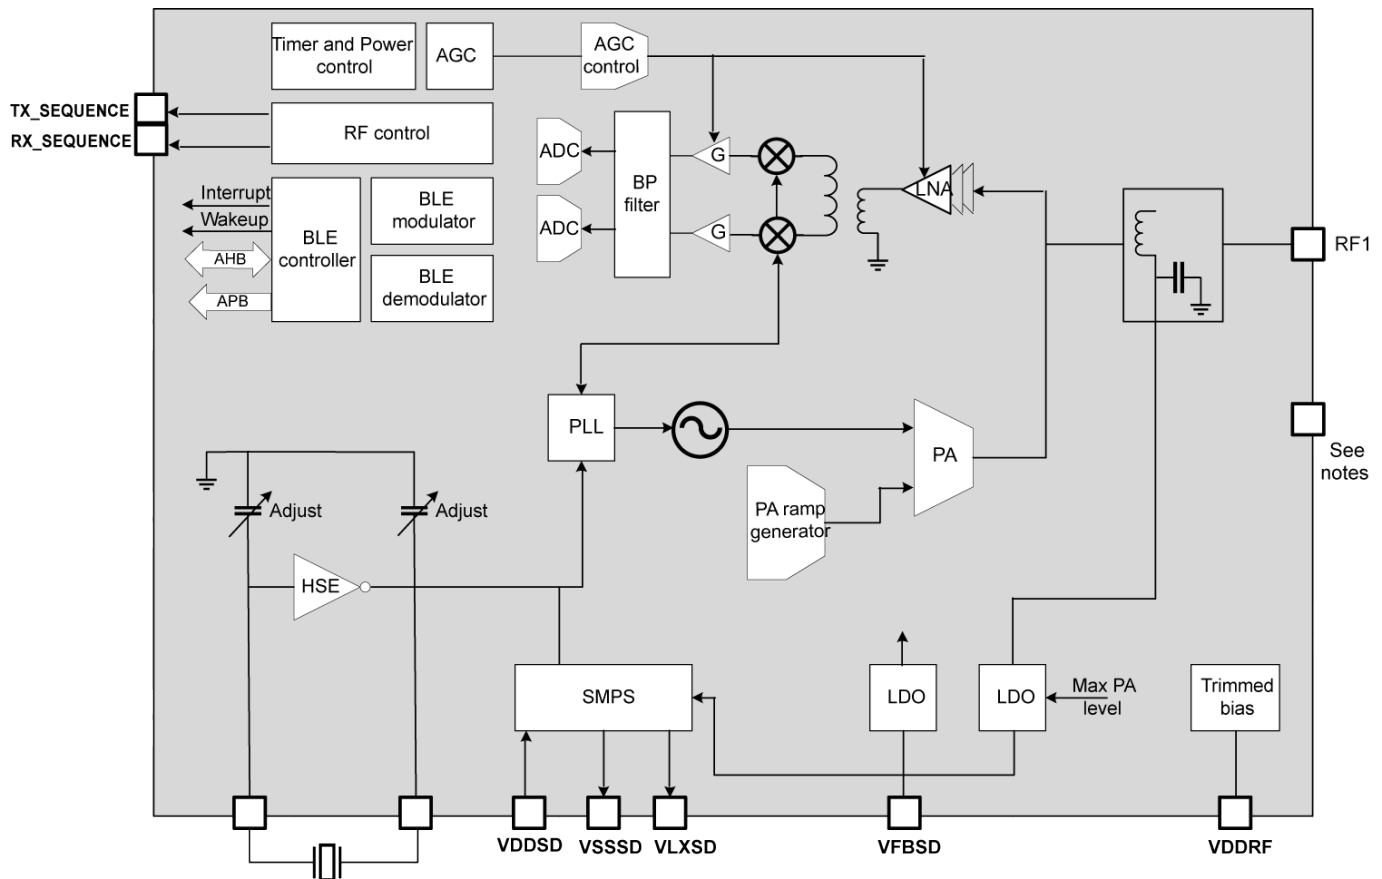 Timer and Power
control
AGC
AGC
control
TX_SEQUENCE
RX_SEQUENCE
RF control
ADC
ADC
BP
filter
G
G
LNA
Interrupt
Wakeup
AHB
APB
BLE
controller
BLE
modulator
BLE
demodulator
RF1
See
notes
PLL
PA
PA ramp
generator
Adjust
Adjust
HSE
SMPS
LDO
LDO
Max PA
level
Trimmed
bias
VDDSD
VSSSD
VLXSD
VFBSD
VDDRF